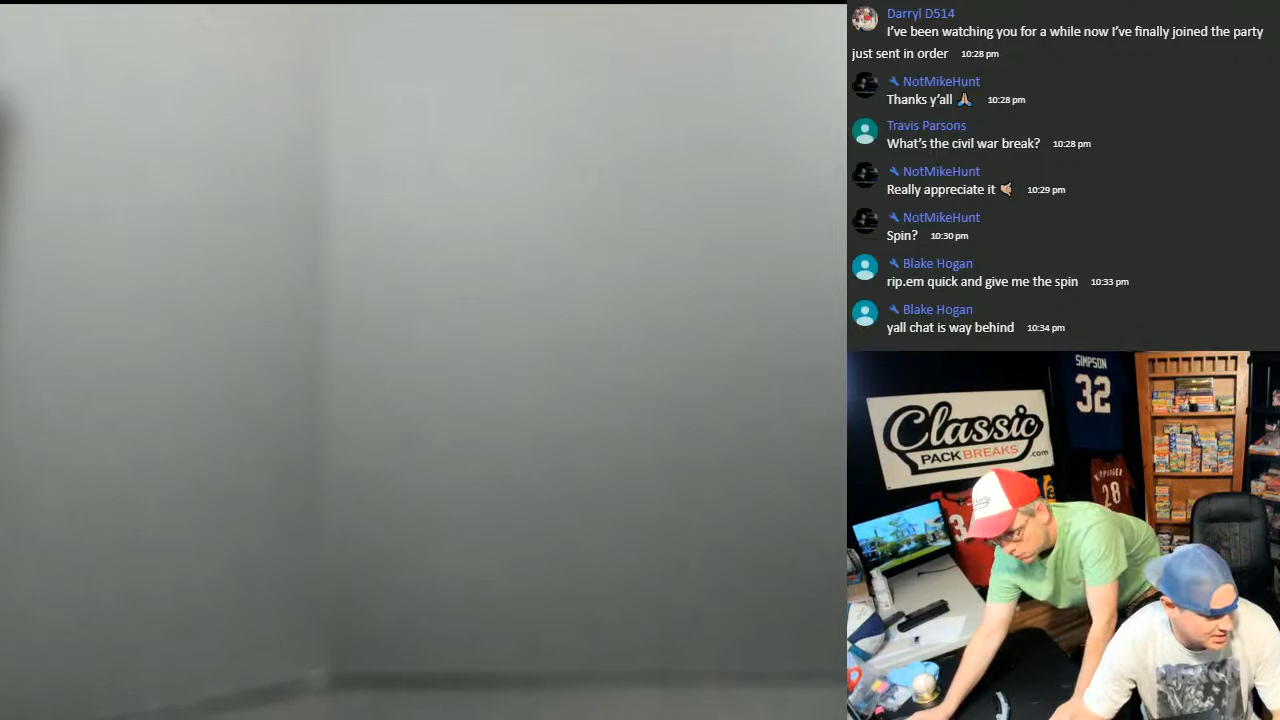 Darryl D514
I've been watching you for a while now I've finally joined the party
just sent in order 10:28 pm
NotMikeHunt
Thanks y'all 🙏 10:28 pm
Travis Parsons
What's the civil war break? 10:28 pm
NotMikeHunt
Really appreciate it 🤙 10:29 pm
NotMikeHunt
Spin? 10:30 pm
Blake Hogan
rip.em quick and give me the spin 10:33 pm
Blake Hogan
yall chat is way behind 10:34 pm
SIMPSON
32
Classic
PACK BREAKS .com
28
3